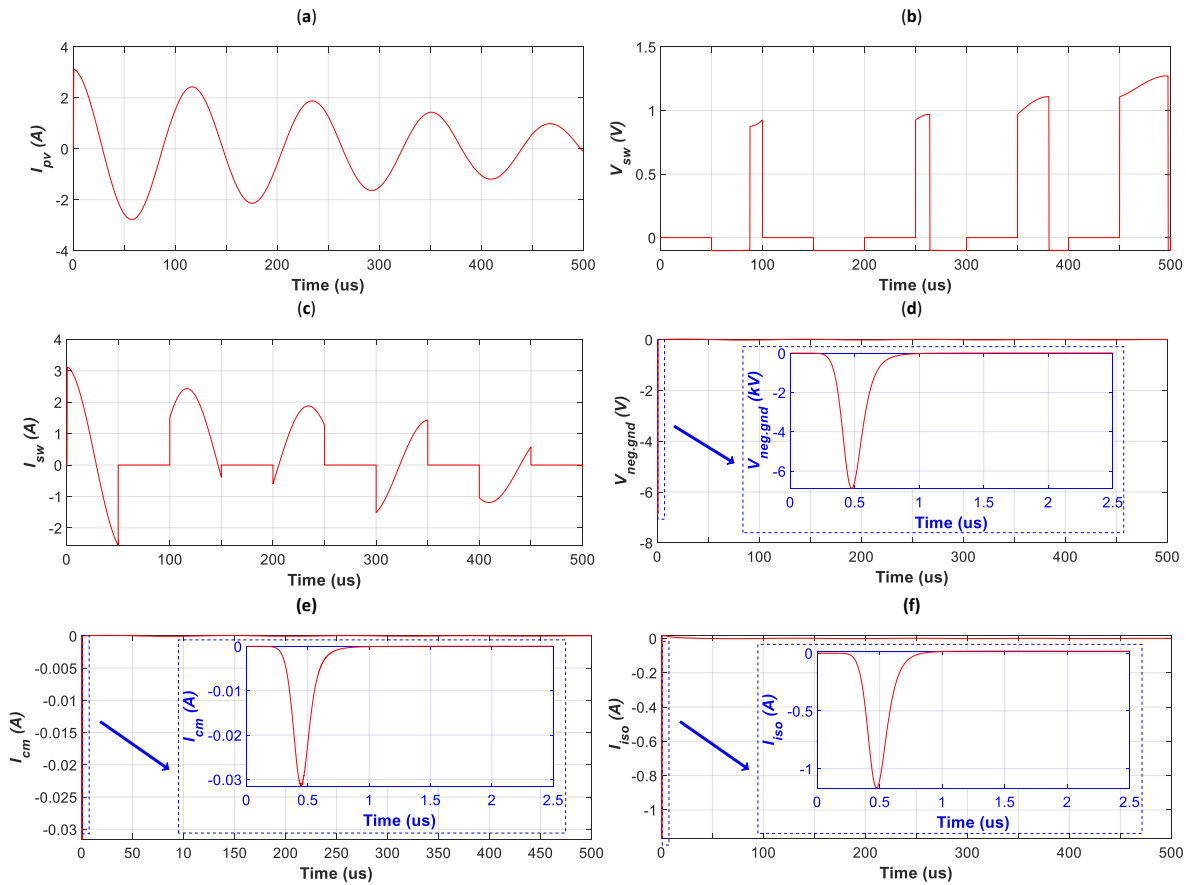 (a)
4
2
0
-2
-4
I_pv (A)
0 100 200 300 400 500
Time (us)
(b)
1.5
1
0.5
0
V_sw (V)
0 100 200 300 400 500
Time (us)
(c)
4
3
2
1
0
-1
-2
I_sw (A)
0 100 200 300 400 500
Time (us)
(d)
0
-2
-4
-6
-8
V_neg.gnd (V)
0 100 200 300 400 500
Time (us)
0
-2
-4
-6
V_neg.gnd (kV)
0 0.5 1 1.5 2 2.5
Time (us)
(e)
0
-0.005
-0.01
-0.015
-0.02
-0.025
-0.03
I_cm (A)
0 50 10 150 200 250 300 350 400 450 500
Time (us)
0
-0.01
-0.02
-0.03
I_cm (A)
0 0.5 1 1.5 2 2.5
Time (us)
(f)
0
-0.2
-0.4
-0.6
-0.8
-1
I_iso (A)
0 100 200 300 400 500
Time (us)
0
-0.5
-1
I_iso (A)
0 0.5 1 1.5 2 2.5
Time (us)